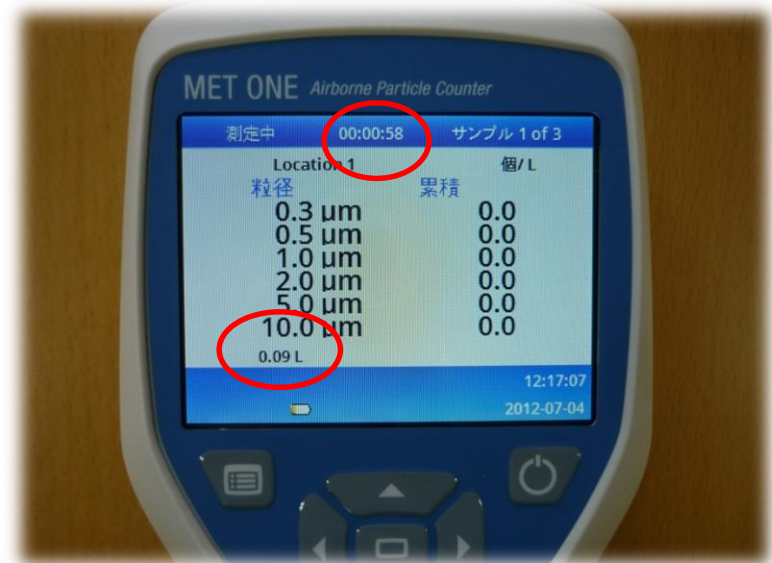 MET ONE Airborne Particle Counter
測定中 00:00:58 サンプル 1 of 3
Location 1 個/ L
粒径 累積
0.3 µm 0.0
0.5 µm 0.0
1.0 µm 0.0
2.0 µm 0.0
5.0 µm 0.0
10.0 µm 0.0
0.09 L
12:17:07
2012-07-04